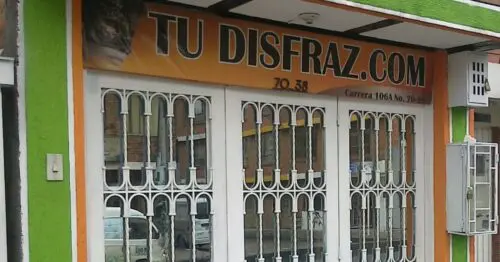 TU DISFRAZ.COM
Carrera 106A No. 70-38
70 38